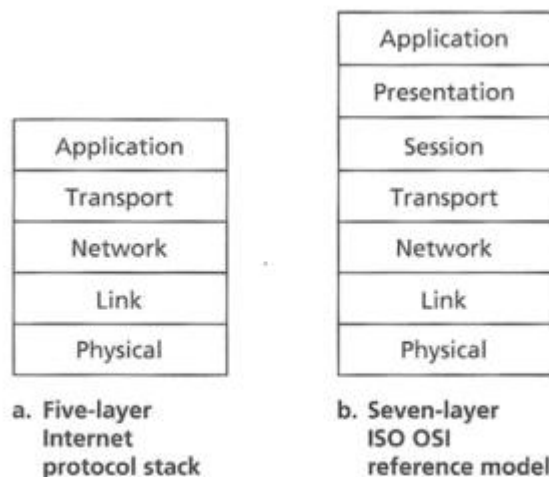 Application
Transport
Network
Link
Physical
a. Five-layer
Internet
protocol stack
Application
Presentation
Session
Transport
Network
Link
Physical
b. Seven-layer
ISO OSI
reference model